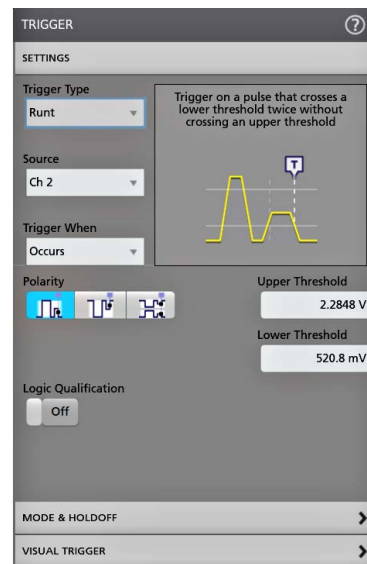 TRIGGER
?
SETTINGS
Trigger Type
Runt
Trigger on a pulse that crosses a
lower threshold twice without
crossing an upper threshold
T
Source
Ch 2
Trigger When
Occurs
Polarity
Upper Threshold
2.2848 V
Lower Threshold
520.8 mV
Logic Qualification
Off
MODE & HOLDOFF
VISUAL TRIGGER